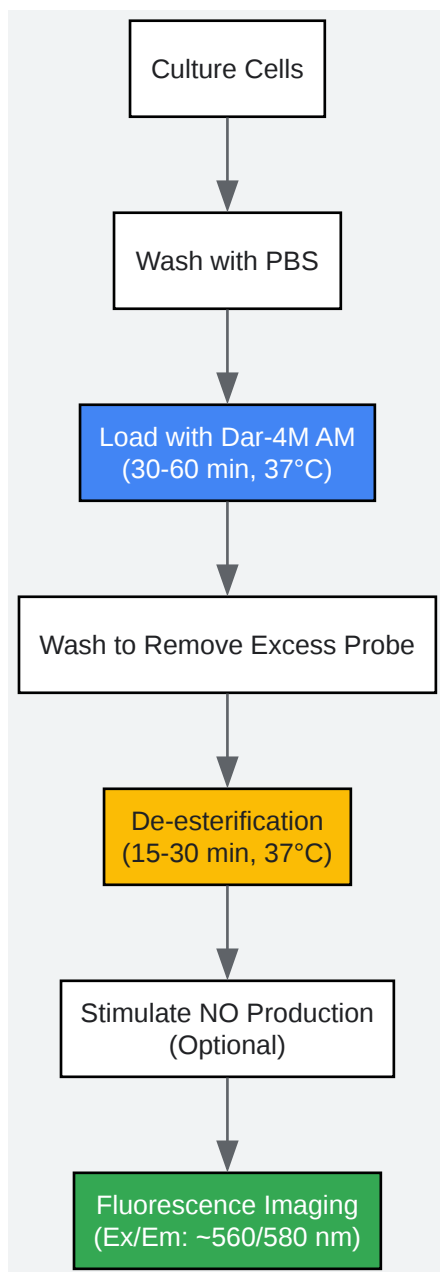 Culture Cells
Wash with PBS
Load with Dar-4M AM
(30-60 min, 37°C)
Wash to Remove Excess Probe
De-esterification
(15-30 min, 37°C)
Stimulate NO Production
(Optional)
Fluorescence Imaging
(Ex/Em: ~560/580 nm)